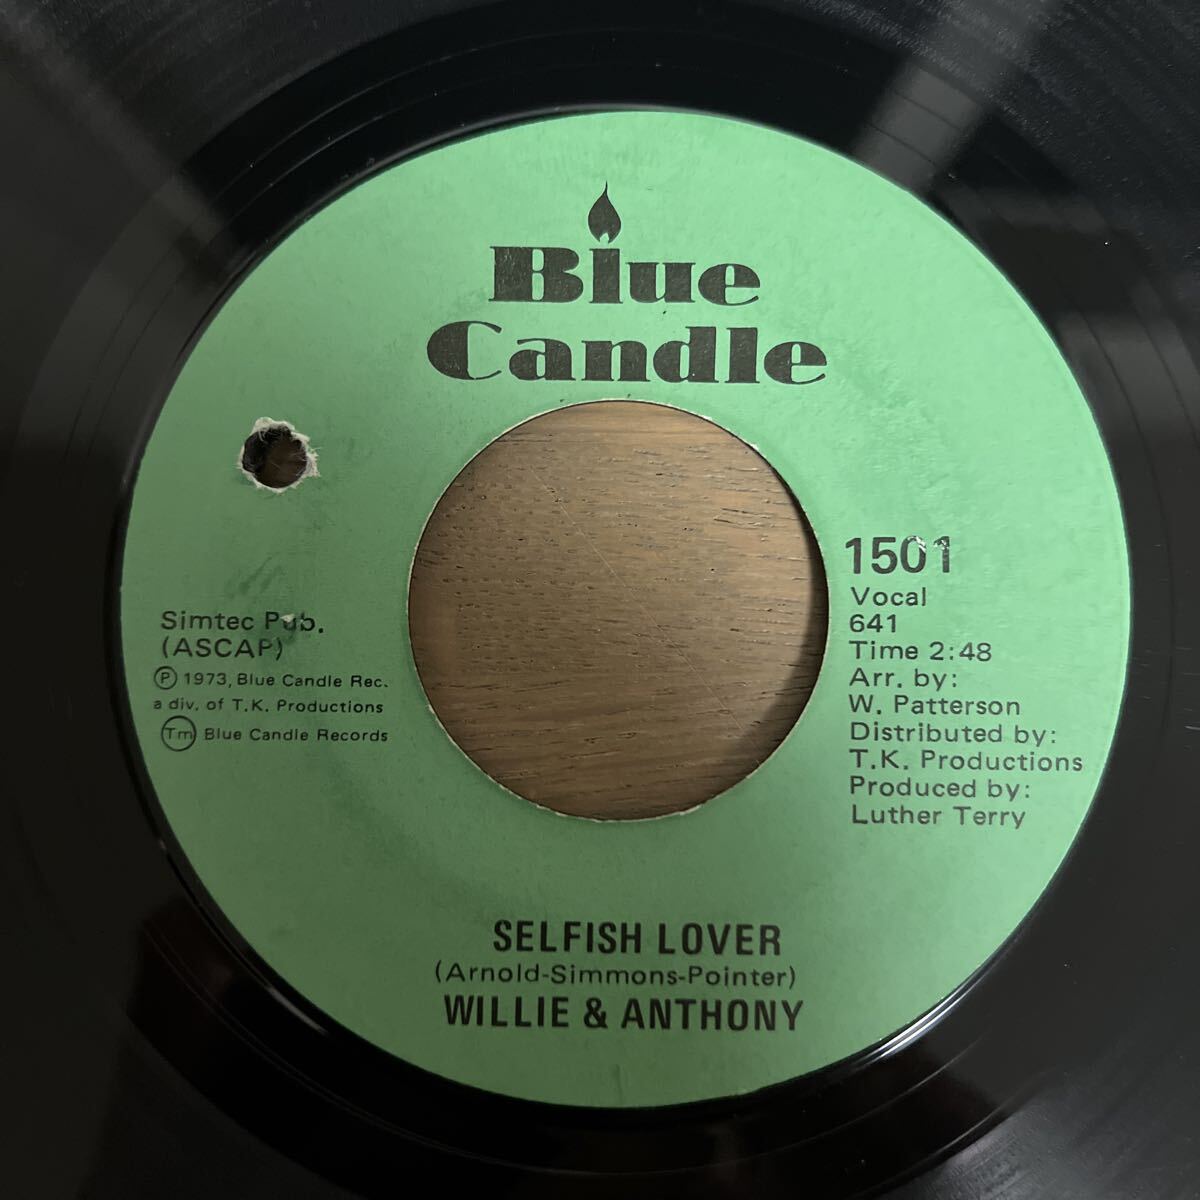 Blue
Candle
1501
Vocal
641
Time 2:48
Arr. by:
W. Patterson
Distributed by:
T.K. Productions
Produced by:
Luther Terry
Simtec Pub.
(ASCAP)
Ⓟ 1973, Blue Candle Rec.
a div. of T.K. Productions
Tm Blue Candle Records
SELFISH LOVER
(Arnold-Simmons-Pointer)
WILLIE & ANTHONY